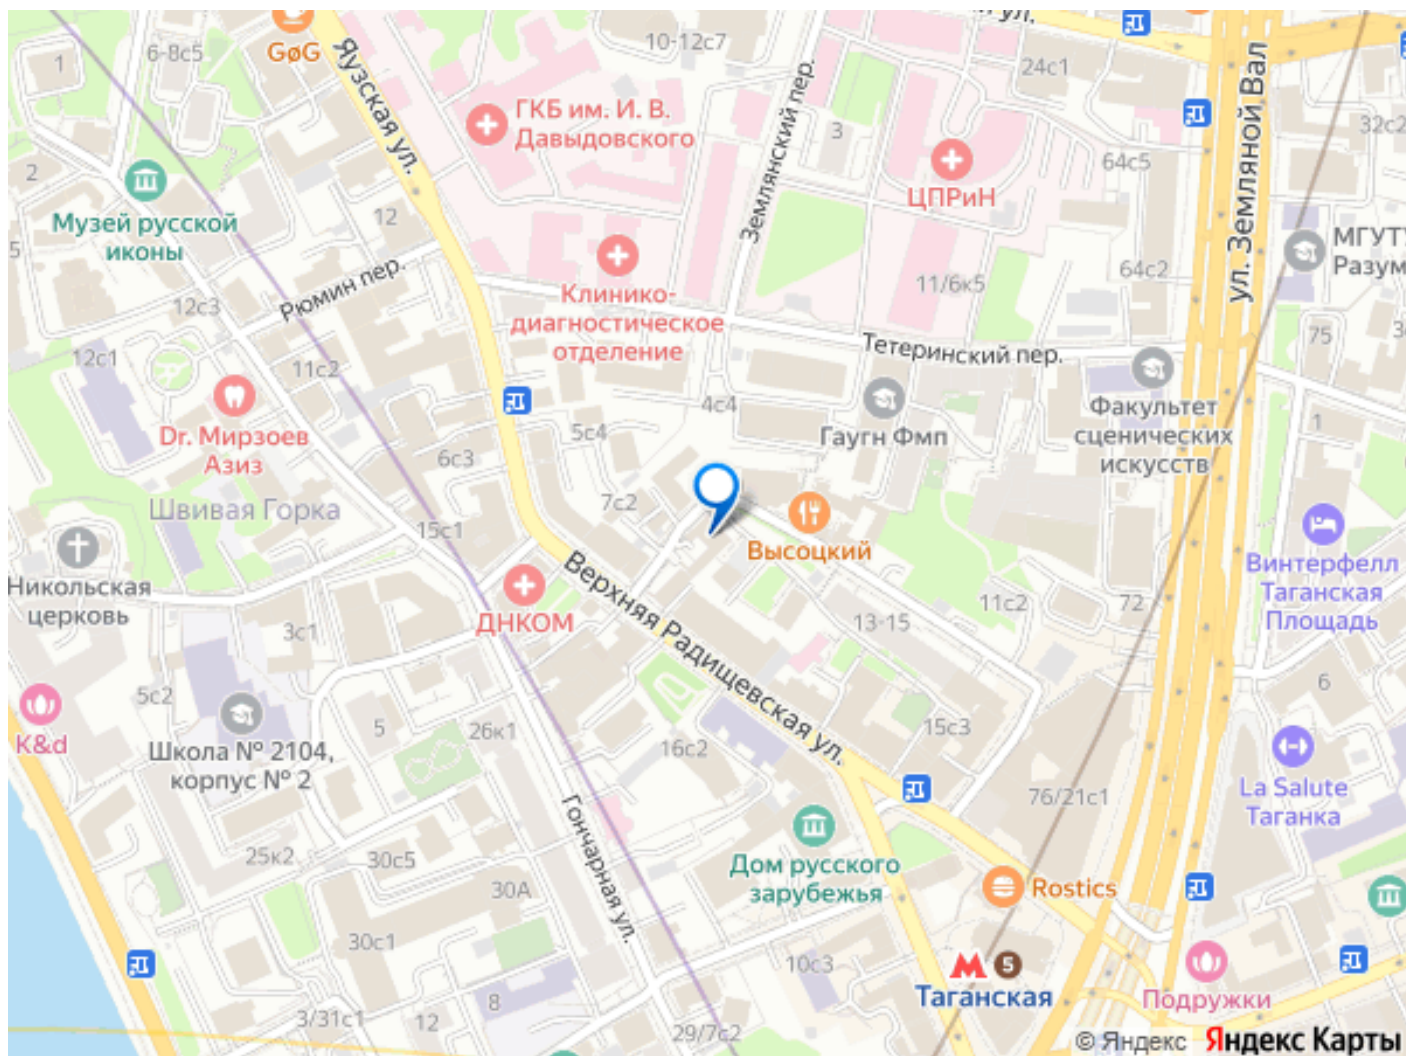 GøG
6-8с5
1
10-12с7
ул.
24с1
Яузская ул.
ГКБ им. И. В.
Давыдовского
Землянский пер.
3
ЦПРиН
64с5
ул. Земляной Вал
32с2
2
Музей русской
иконы
12
5
Рюмин пер.
12с3
Клинико-
диагностическое
отделение
11/6к5
64с2
МГУТУ
Разум
75
12с1
11с2
Тетеринский пер.
4с4
Гаугн Фмп
Факультет
сценических
искусств
1
Dr. Мирзоев
Азиз
6с3
5с4
7с2
Швивая Горка
15с1
Высоцкий
Винтерфелл
Таганская
Площадь
Никольская
церковь
ДНКОМ
Верхняя Радищевская ул.
13-15
11с2
72
3с1
5с2
5
26к1
6
K&d
Школа № 2104,
корпус № 2
16с2
15с3
76/21с1
La Salute
Таганка
Гончарная ул.
25к2
30с5
30А
Дом русского
зарубежья
Rostics
30с1
10с3
5
Таганская
Подружки
8
3/31с1
12
29/7с2
© Яндекс Яндекс Карты